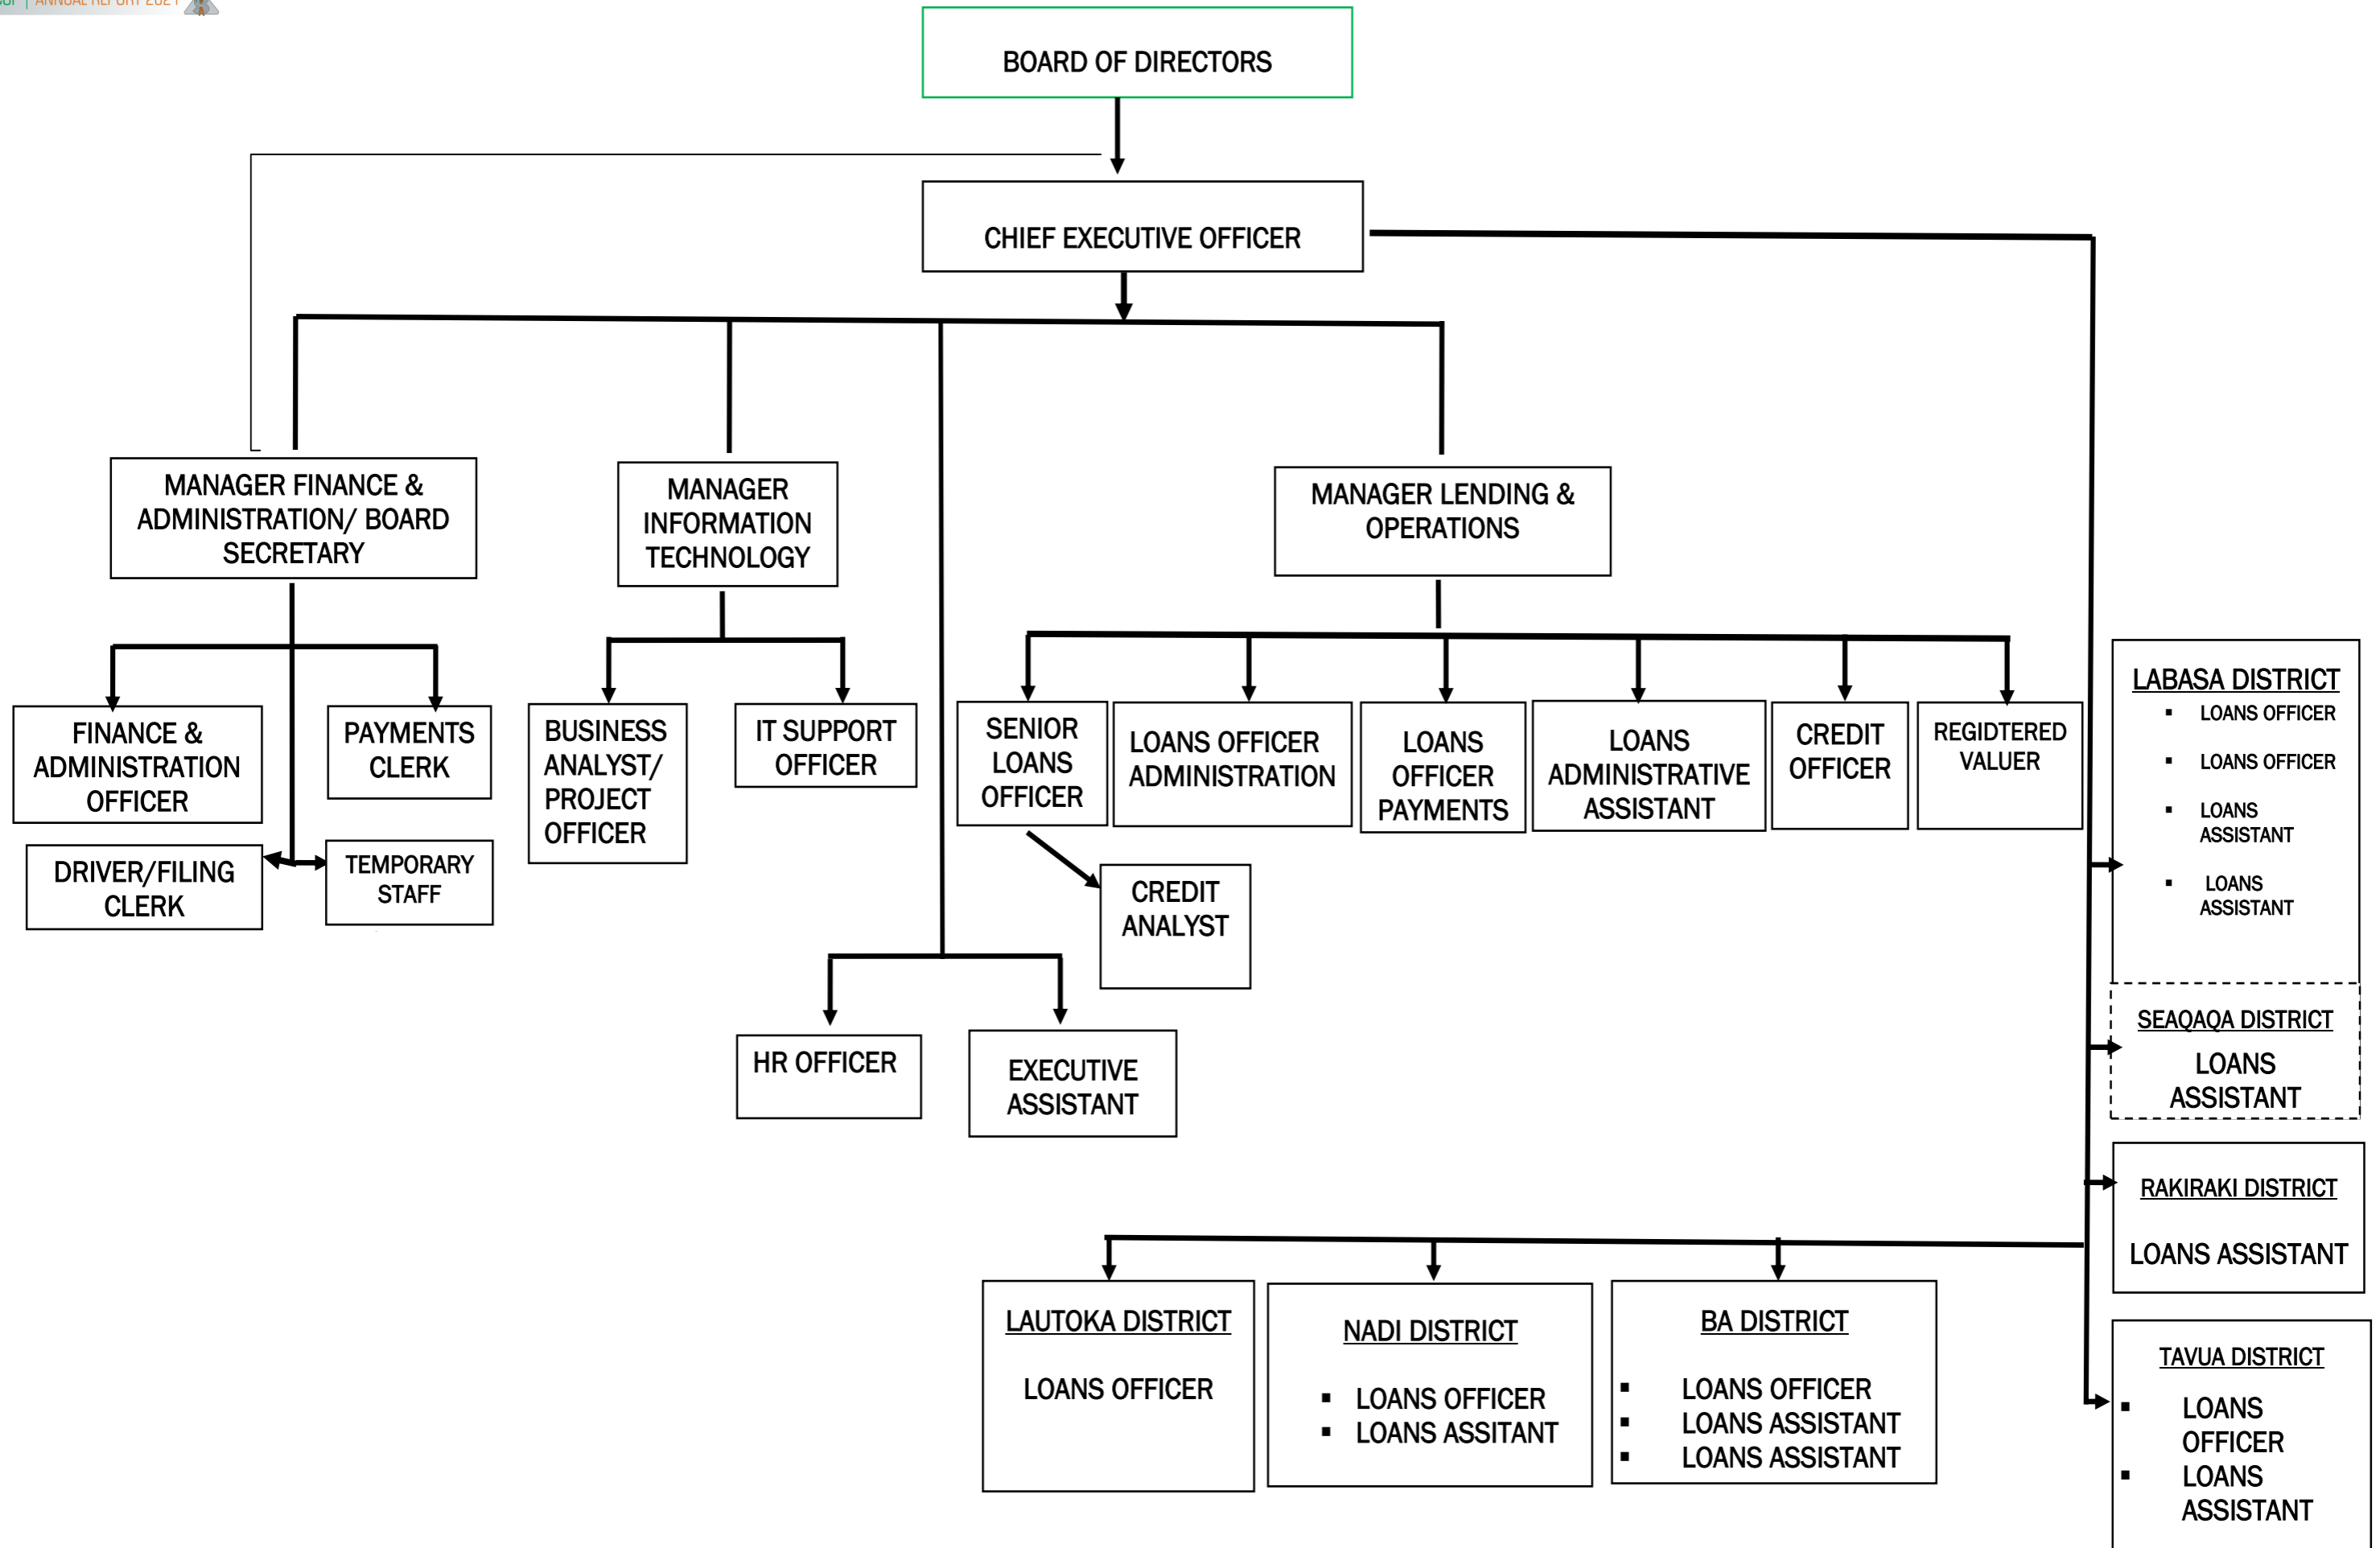 ANNUAL REPORT 2021
BOARD OF DIRECTORS
CHIEF EXECUTIVE OFFICER
MANAGER FINANCE &
ADMINISTRATION/ BOARD
SECRETARY
MANAGER
INFORMATION
TECHNOLOGY
MANAGER LENDING &
OPERATIONS
FINANCE &
ADMINISTRATION
OFFICER
PAYMENTS
CLERK
DRIVER/FILING
CLERK
TEMPORARY
STAFF
BUSINESS
ANALYST/
PROJECT
OFFICER
IT SUPPORT
OFFICER
SENIOR
LOANS
OFFICER
LOANS OFFICER
ADMINISTRATION
LOANS
OFFICER
PAYMENTS
LOANS
ADMINISTRATIVE
ASSISTANT
CREDIT
OFFICER
REGIDTERED
VALUER
CREDIT
ANALYST
HR OFFICER
EXECUTIVE
ASSISTANT
LABASA DISTRICT
▪ LOANS OFFICER
▪ LOANS OFFICER
▪ LOANS
ASSISTANT
▪ LOANS
ASSISTANT
SEAQAQA DISTRICT
LOANS
ASSISTANT
RAKIRAKI DISTRICT
LOANS ASSISTANT
LAUTOKA DISTRICT
LOANS OFFICER
NADI DISTRICT
▪ LOANS OFFICER
▪ LOANS ASSITANT
BA DISTRICT
▪ LOANS OFFICER
▪ LOANS ASSISTANT
▪ LOANS ASSISTANT
TAVUA DISTRICT
▪ LOANS
OFFICER
▪ LOANS
ASSISTANT